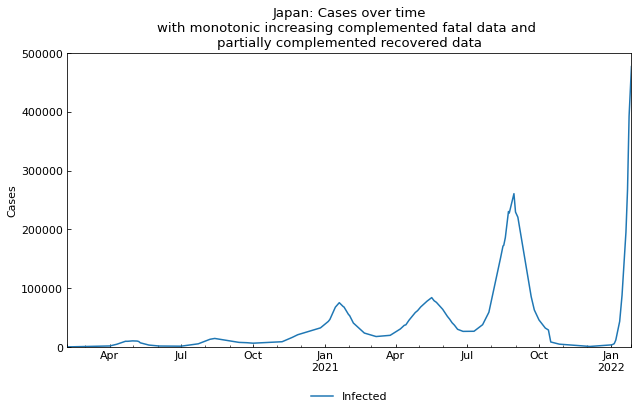 Japan: Cases over time
with monotonic increasing complemented fatal data and
partially complemented recovered data
500000
400000
300000
200000
100000
0
Cases
Apr Jul Oct Jan Apr Jul Oct Jan
2021 2022
Infected